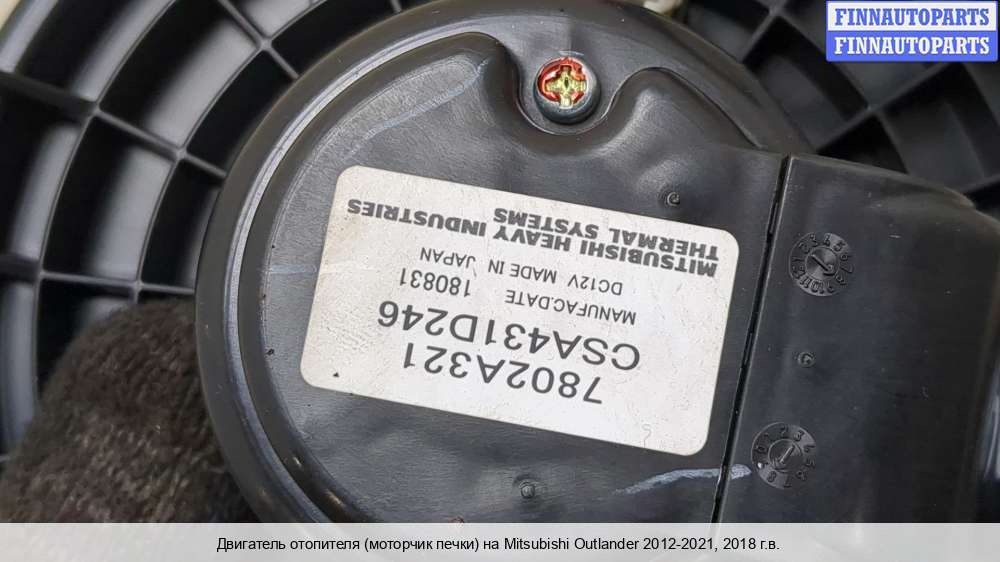 FINNAUTOPARTS
FINNAUTOPARTS
7802A321
CSA431D246
MANUFAC.DATE 180831
DC12V MADE IN JAPAN
MITSUBISHI HEAVY INDUSTRIES
THERMAL SYSTEMS
Двигатель отопителя (моторчик печки) на Mitsubishi Outlander 2012-2021, 2018 г.в.